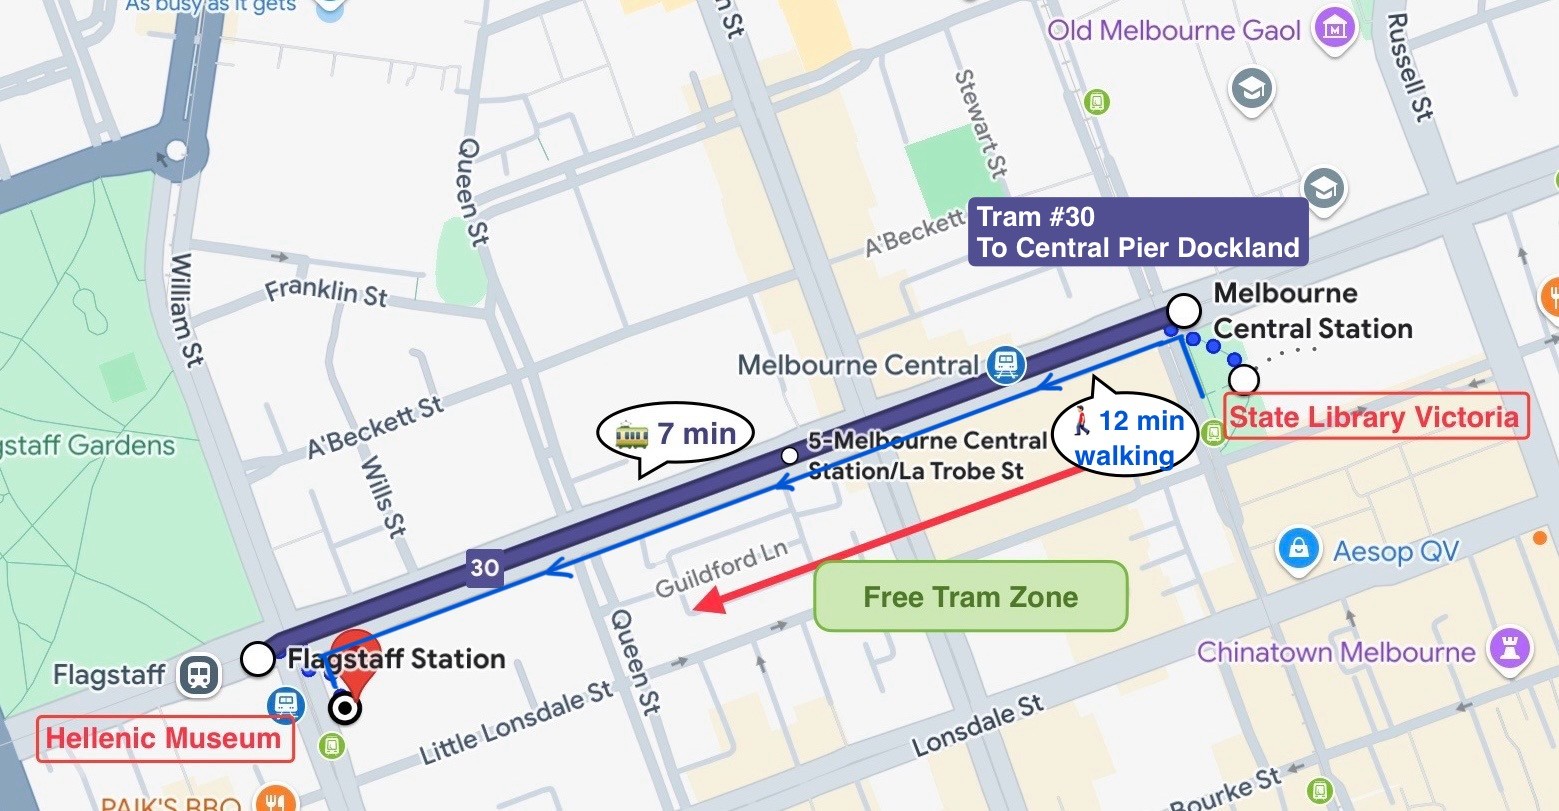 As busy as it gets
Old Melbourne Gaol
Russell St
Stewart St
Queen St
Tram #30
To Central Pier Dockland
A'Beckett
William St
Franklin St
Melbourne
Central Station
Melbourne Central
State Library Victoria
A'Beckett St
7 min
12 min
walking
5-Melbourne Central
Station/La Trobe St
gstaff Gardens
Wills St
30
Guildford Ln
Free Tram Zone
Aesop QV
Queen St
Flagstaff Station
Flagstaff
Chinatown Melbourne
Little Lonsdale St
Lonsdale St
Hellenic Museum
Bourke St
PAIK'S BBQ